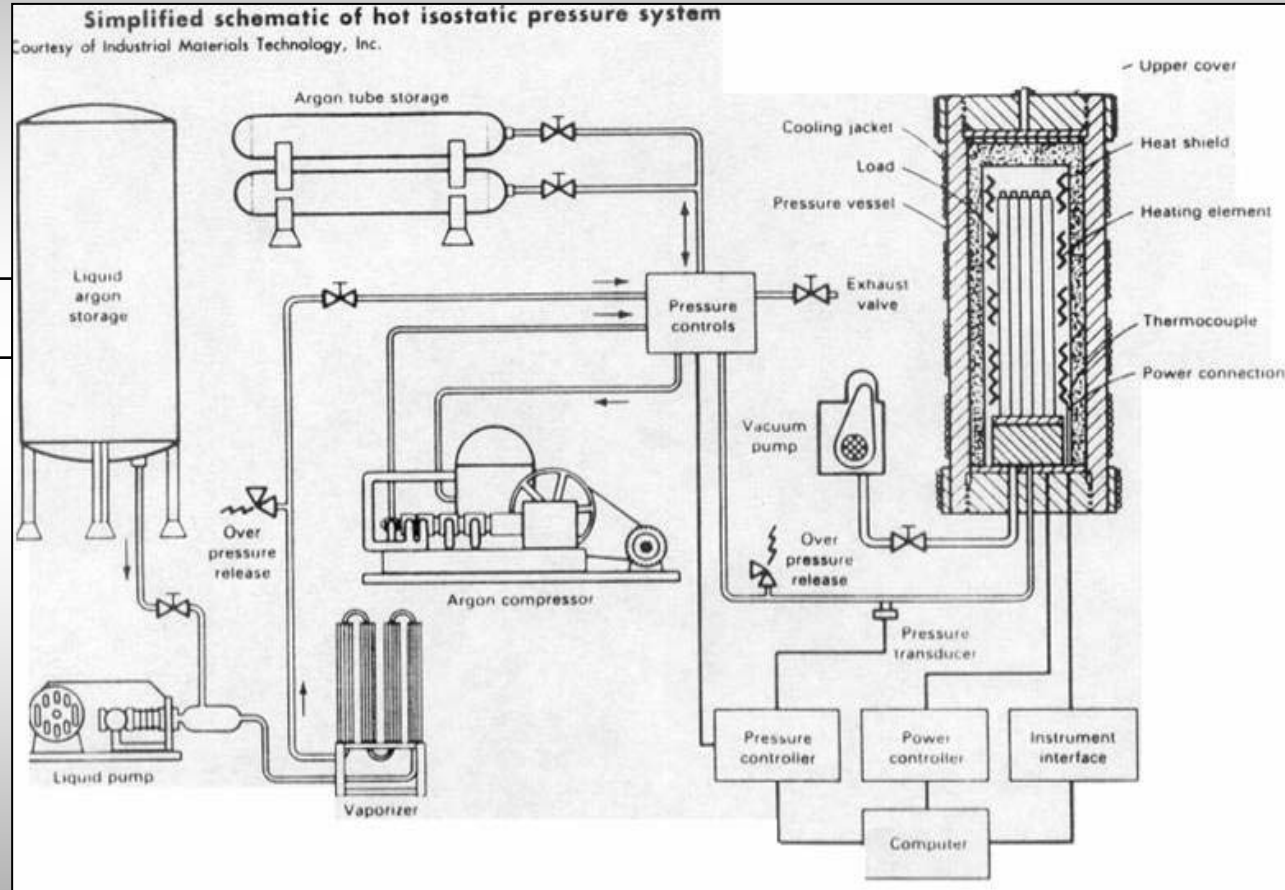 Simplified schematic of hot isostatic pressure system
Courtesy of Industrial Materials Technology, Inc.
Upper cover
Argon tube storage
Cooling jacket
Heat shield
Load
Pressure vessel
Heating element
Liquid
argon
storage
Pressure
controls
Exhaust
valve
Thermocouple
Power connection
Vacuum
pump
Over
pressure
release
Over
pressure
release
Argon compressor
Pressure
transducer
Liquid pump
Vaporizer
Pressure
controller
Power
controller
Instrument
interface
Computer